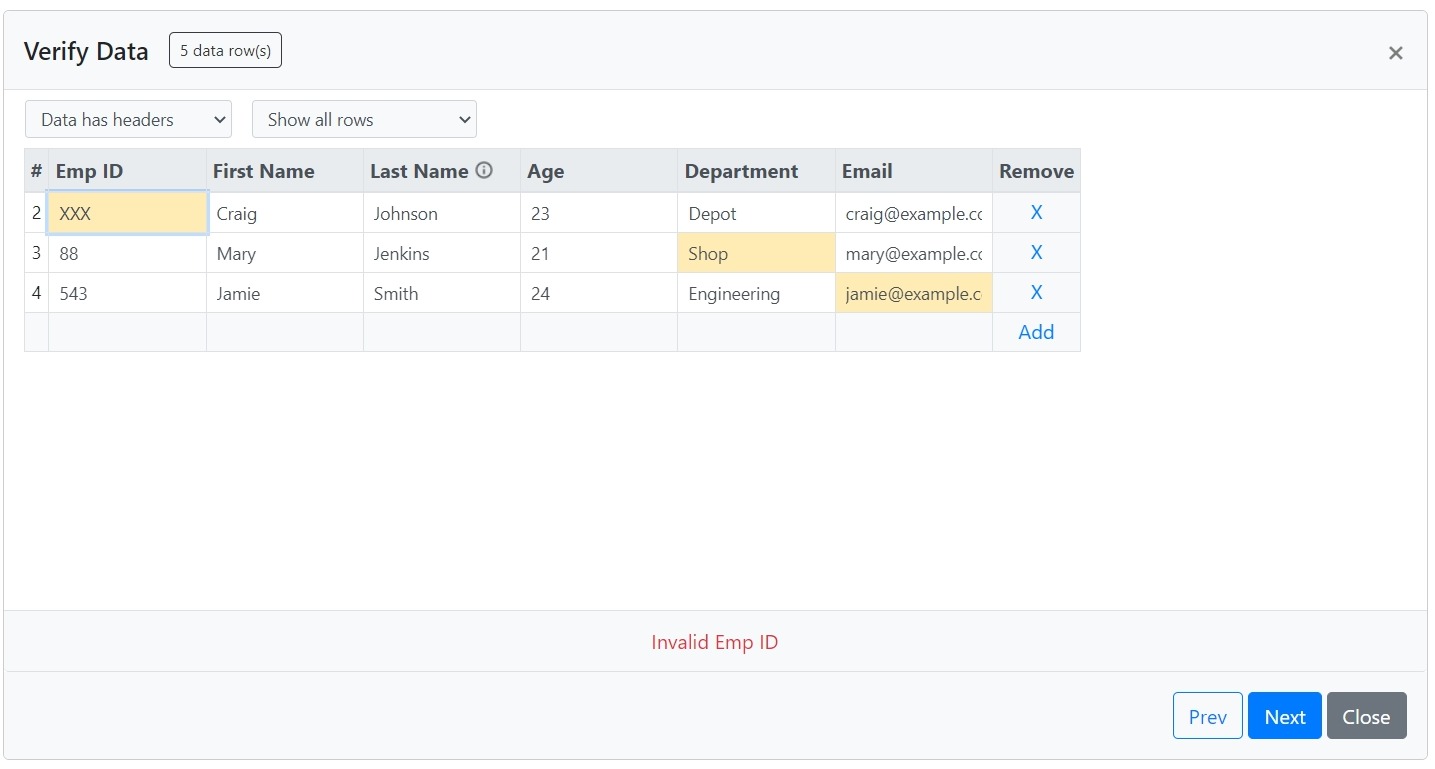 Verify Data 5 data row(s) ×
Data has headers Show all rows
# Emp ID First Name Last Name Age Department Email Remove
2 XXX Craig Johnson 23 Depot craig@example.cc X
3 88 Mary Jenkins 21 Shop mary@example.cc X
4 543 Jamie Smith 24 Engineering jamie@example.c X
Add
Invalid Emp ID
Prev Next Close